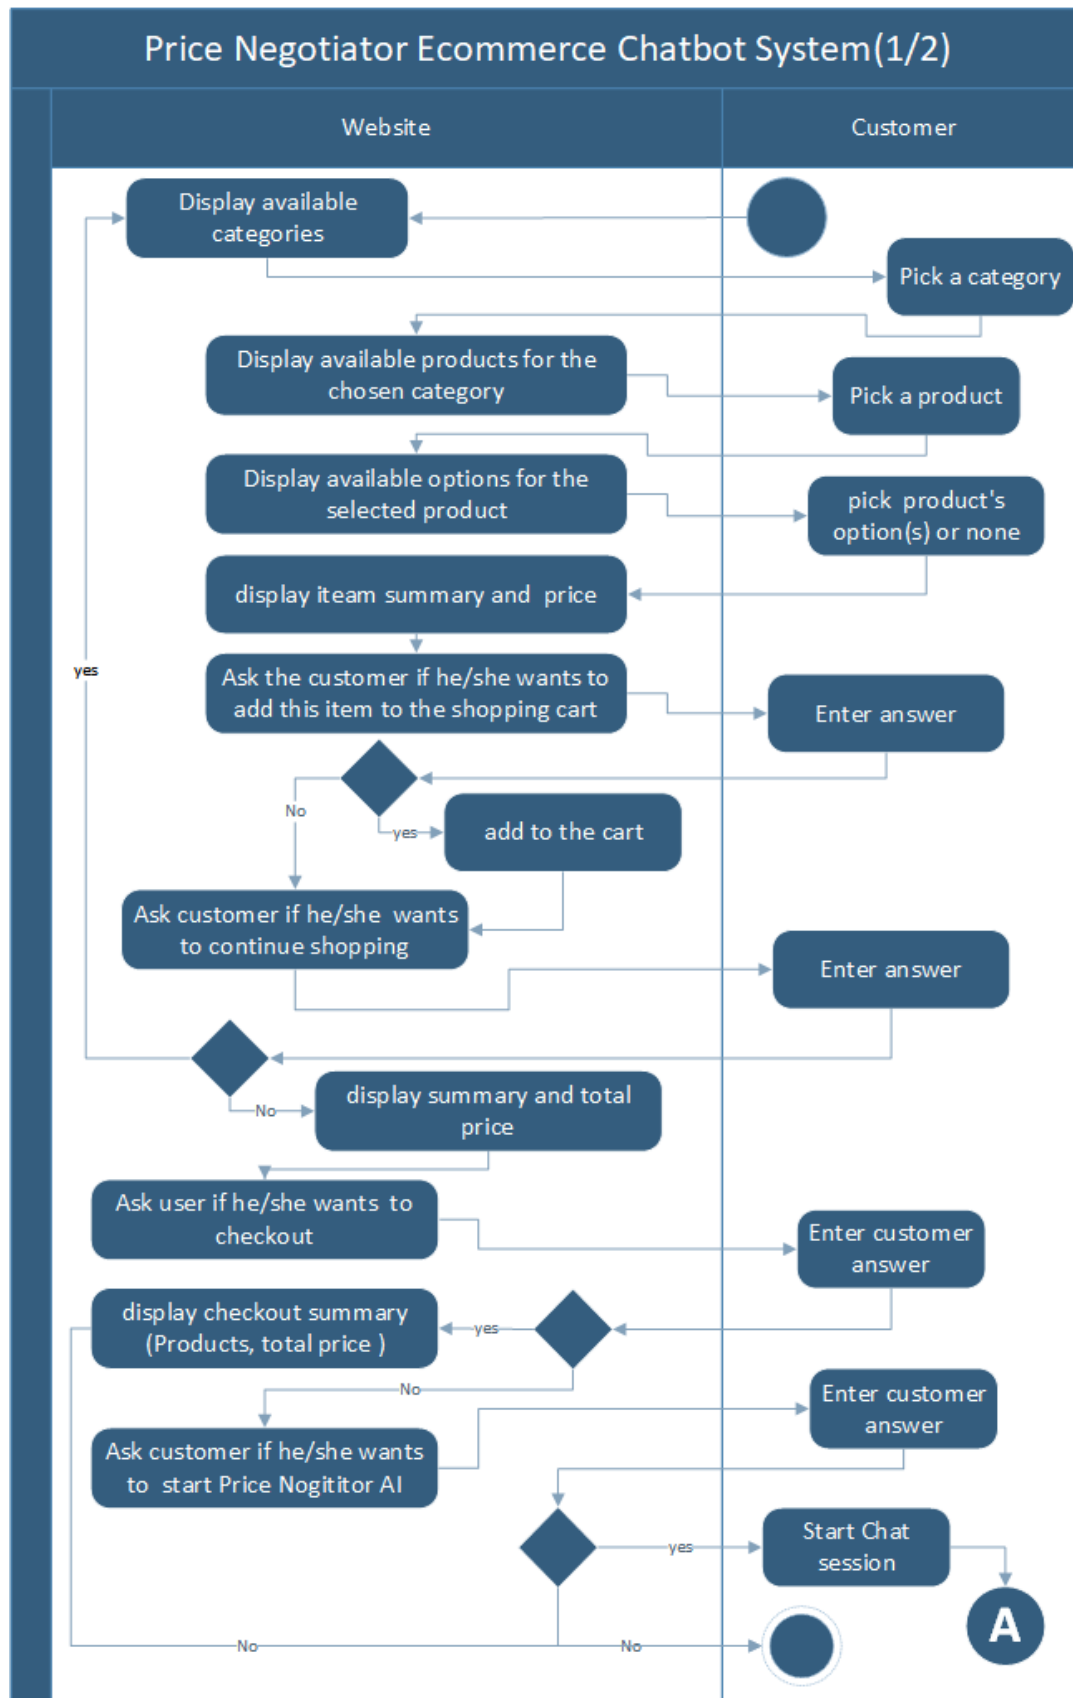 Price Negotiator Ecommerce Chatbot System(1/2)
Website
Customer
Display available
categories
Pick a category
Display available products for the
chosen category
Pick a product
Display available options for the
selected product
pick product's
option(s) or none
display iteam summary and price
yes
Ask the customer if he/she wants to
add this item to the shopping cart
Enter answer
No
yes
add to the cart
Ask customer if he/she wants
to continue shopping
Enter answer
No
display summary and total
price
Ask user if he/she wants to
checkout
Enter customer
answer
display checkout summary
(Products, total price )
yes
No
Enter customer
answer
Ask customer if he/she wants
to start Price Nogititor AI
yes
Start Chat
session
A
No
No